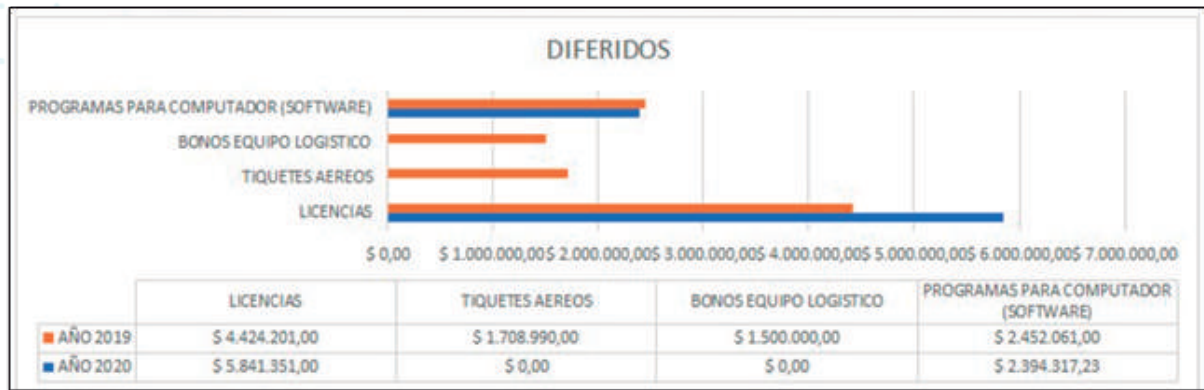 DIFERIDOS
PROGRAMAS PARA COMPUTADOR (SOFTWARE)
BONOS EQUIPO LOGISTICO
TIQUETES AEREOS
LICENCIAS
$ 0,00 $ 1.000.000,00 $ 2.000.000,00 $ 3.000.000,00 $ 4.000.000,00 $ 5.000.000,00 $ 6.000.000,00 $ 7.000.000,00
LICENCIAS TIQUETES AEREOS BONOS EQUIPO LOGISTICO PROGRAMAS PARA COMPUTADOR (SOFTWARE)
AÑO 2019 $ 4.424.201,00 $ 1.708.990,00 $ 1.500.000,00 $ 2.452.061,00
AÑO 2020 $ 5.841.351,00 $ 0,00 $ 0,00 $ 2.394.317,23